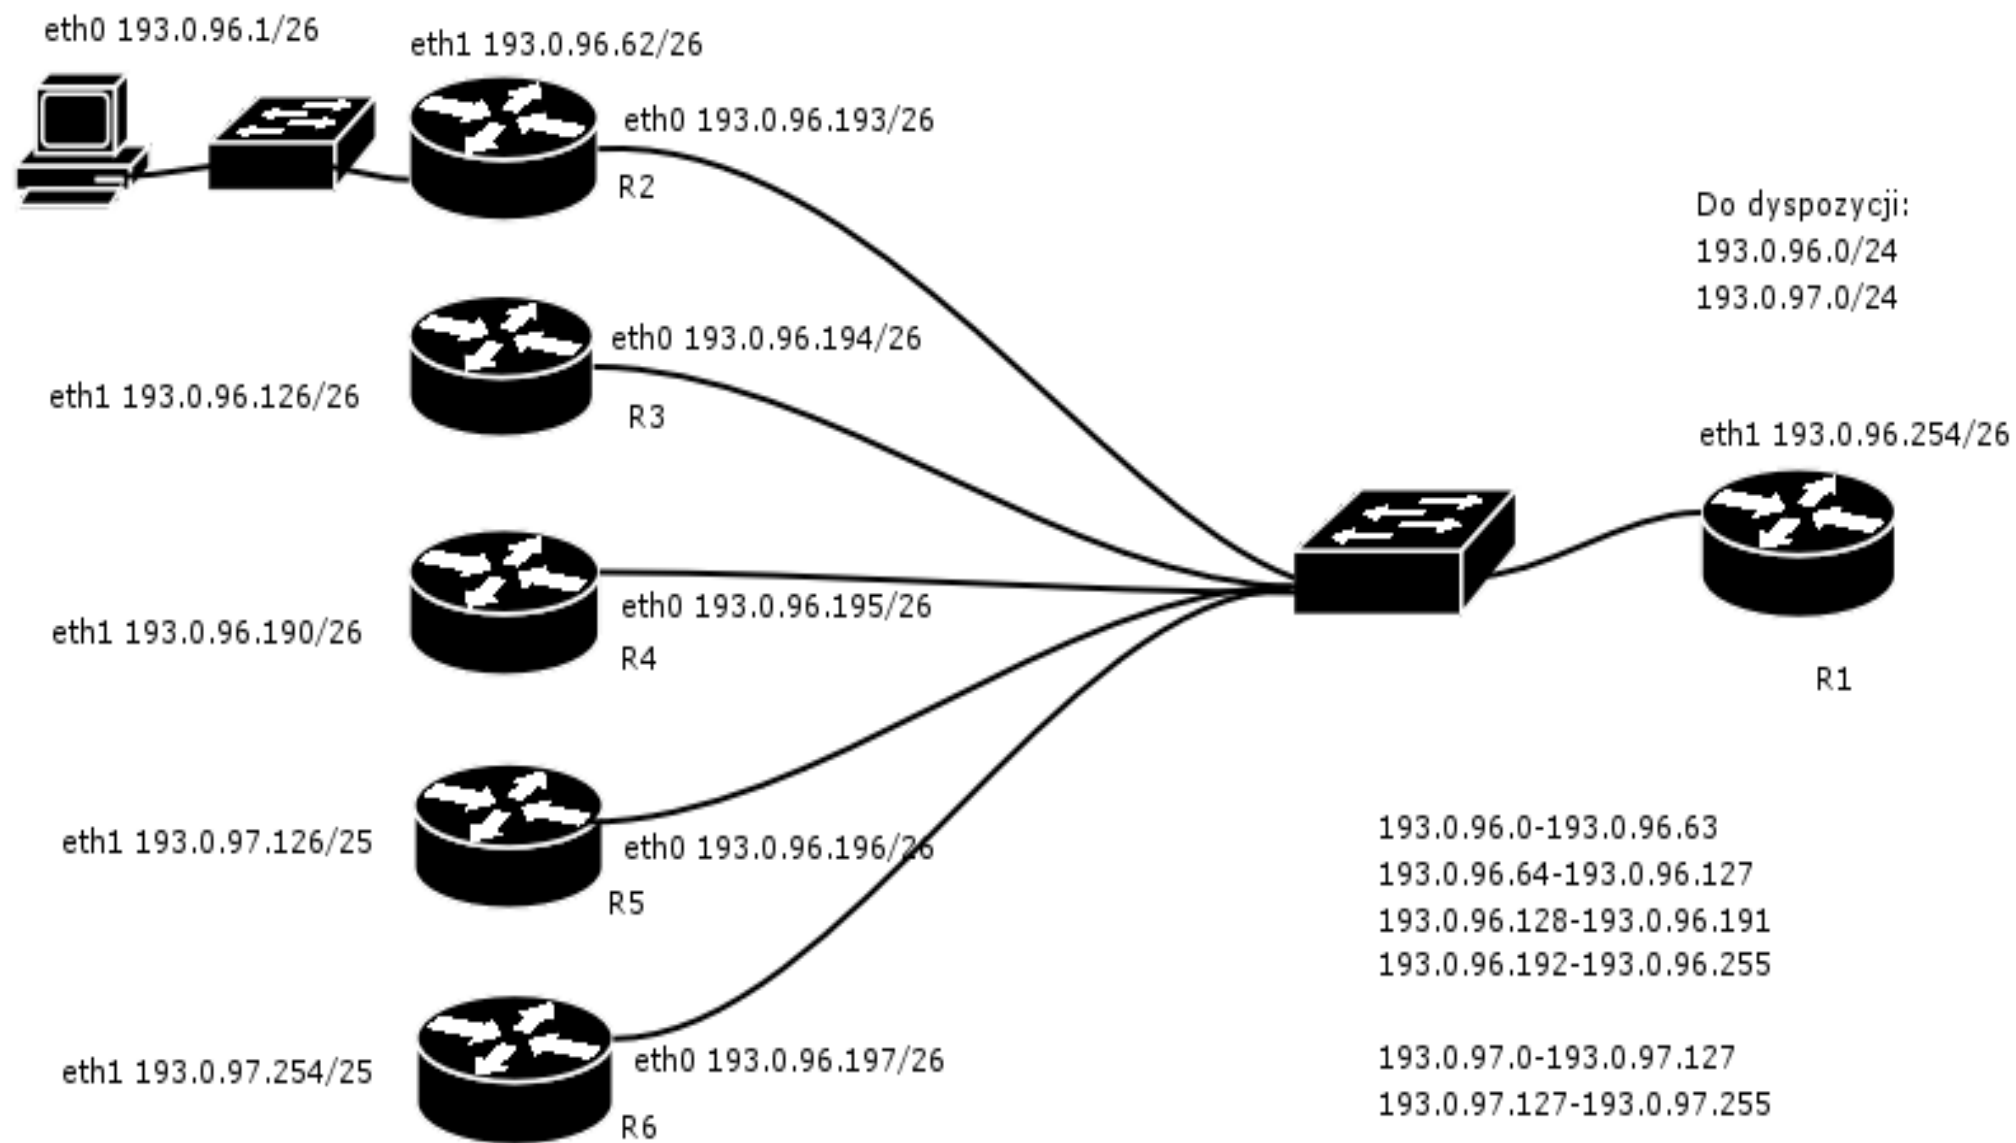 eth0 193.0.96.1/26
eth1 193.0.96.62/26
eth0 193.0.96.193/26
R2
Do dyspozycji:
193.0.96.0/24
193.0.97.0/24
eth0 193.0.96.194/26
eth1 193.0.96.126/26
R3
eth1 193.0.96.254/26
R1
eth0 193.0.96.195/26
eth1 193.0.96.190/26
R4
eth1 193.0.97.126/25
eth0 193.0.96.196/26
R5
193.0.96.0-193.0.96.63
193.0.96.64-193.0.96.127
193.0.96.128-193.0.96.191
193.0.96.192-193.0.96.255
193.0.97.0-193.0.97.127
193.0.97.127-193.0.97.255
eth0 193.0.96.197/26
eth1 193.0.97.254/25
R6